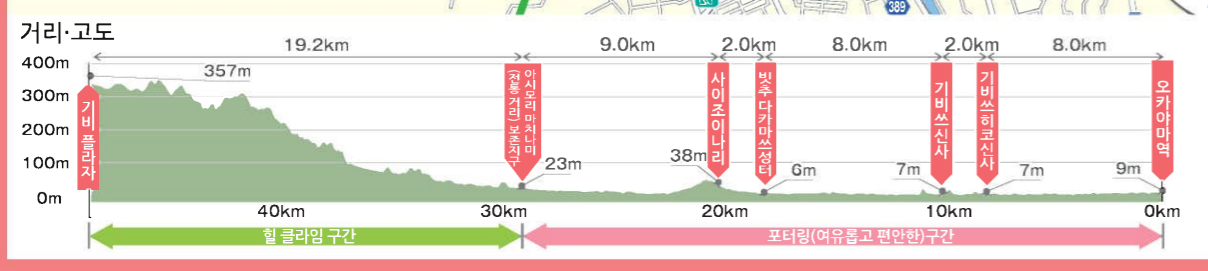 389
거리·고도
19.2km
9.0km
2.0km
8.0km
2.0km
8.0km
400m
300m
200m
100m
0m
357m
23m
38m
6m
7m
7m
9m
기비 플라자
아시모리 마치나미
(전통 거리) 보존지구
사이조이나리
빗추 다카마쓰성터
기비쓰신사
기비쓰히코신사
오카야마역
40km
30km
20km
10km
0km
힐 클라임 구간
포터링(여유롭고 편안한)구간